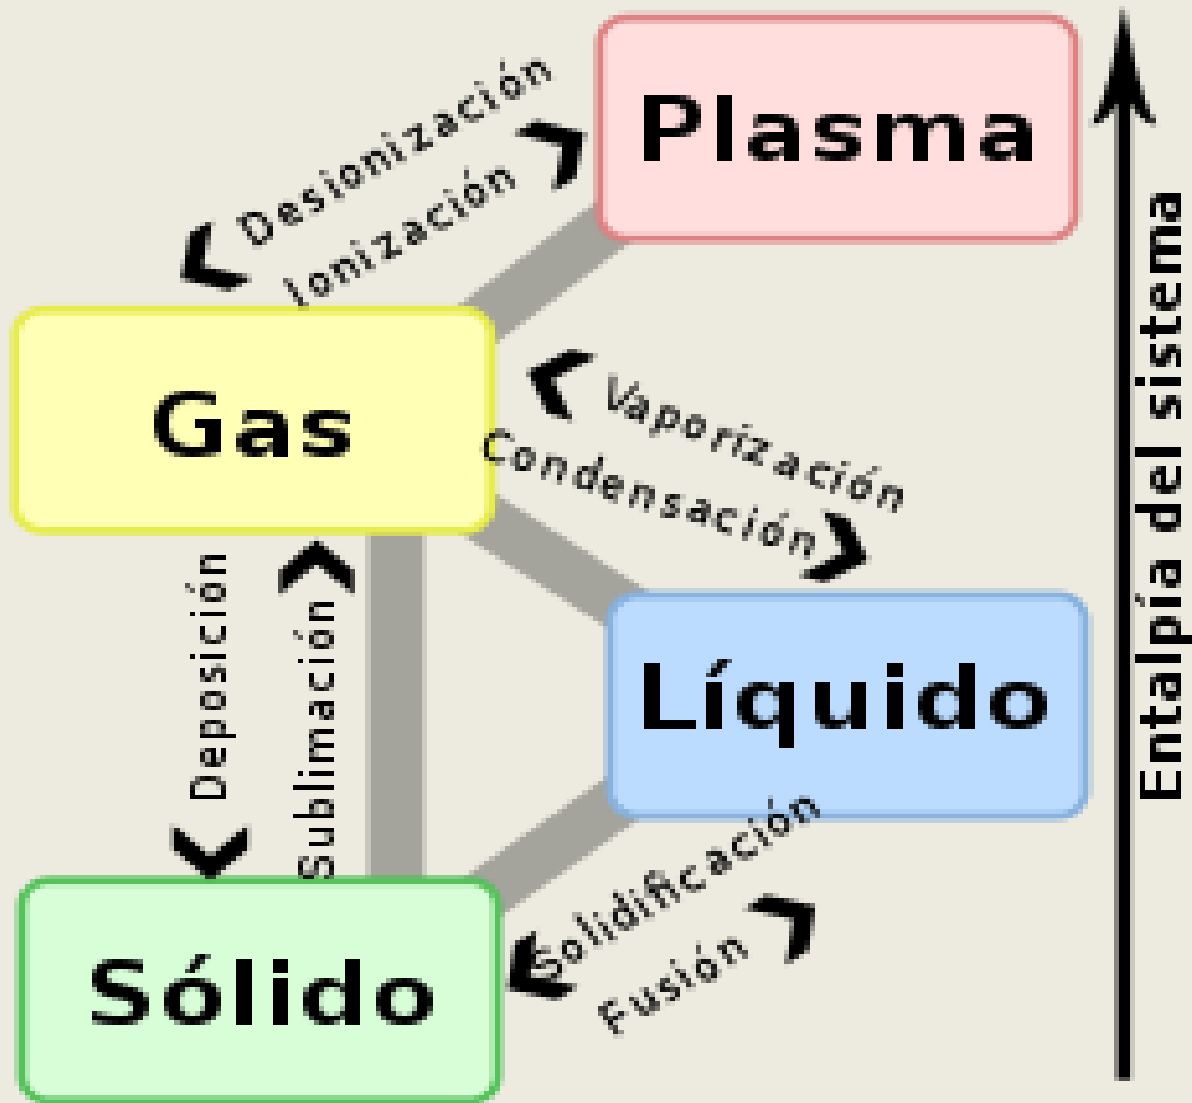 Plasma
Desionización
Ionización
Gas
Vaporización
Condensación
Entalpía del sistema
Deposición
Sublimación
Líquido
Solidificación
Fusión
Sólido